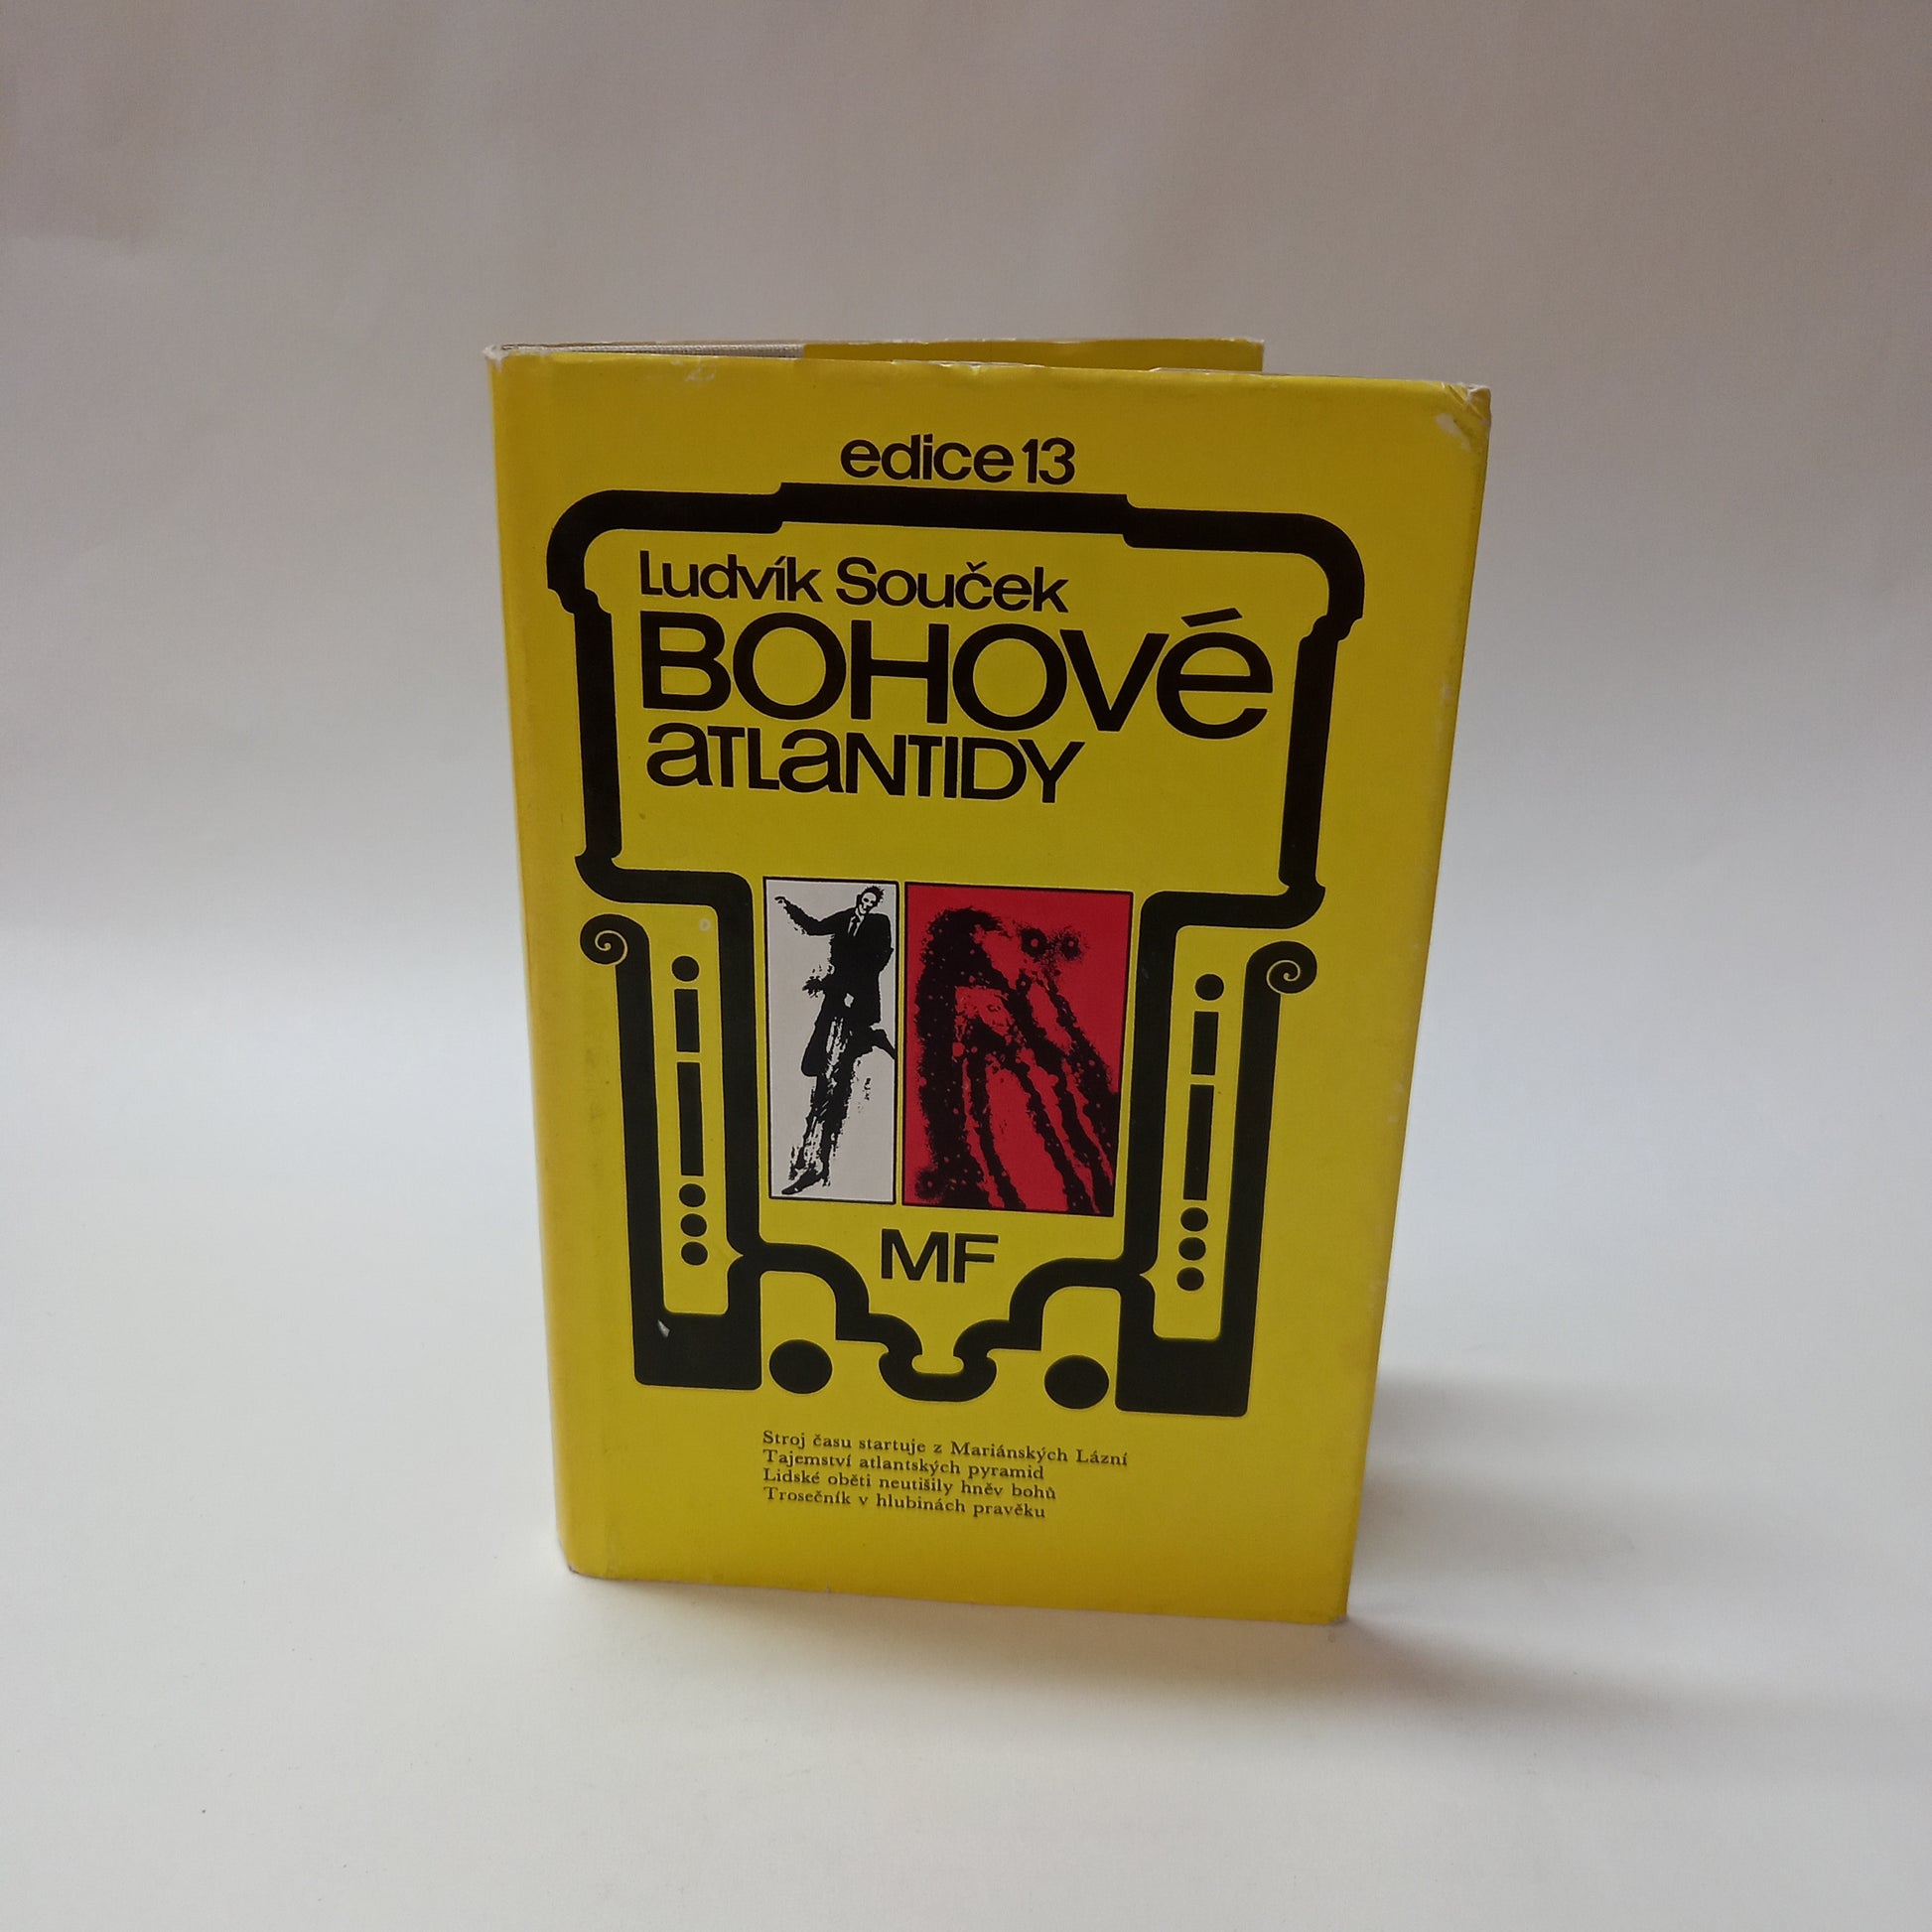 edice 13
Ludvík Souček
BOHOVé
aTLaNTIDY
MF
Stroj času startuje z Mariánských Lázní
Tajemství atlantských pyramid
Lidské oběti neutišily hněv bohů
Trosečník v hlubinách pravěku